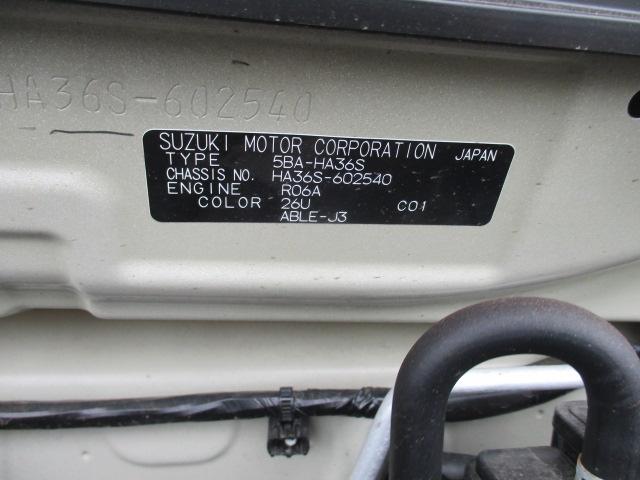 HA36S-602540
SUZUKI MOTOR CORPORATION JAPAN
TYPE 5BA-HA36S
CHASSIS NO. HA36S-602540
ENGINE R06A
COLOR 26U C01
ABLE-J3